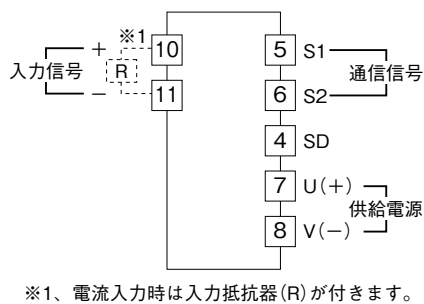 ※1
+ 10 5 S1
入力信号 R 通信信号
− 11 6 S2
4 SD
7 U(+)
供給電源
8 V(−)
※1、電流入力時は入力抵抗器(R)が付きます。